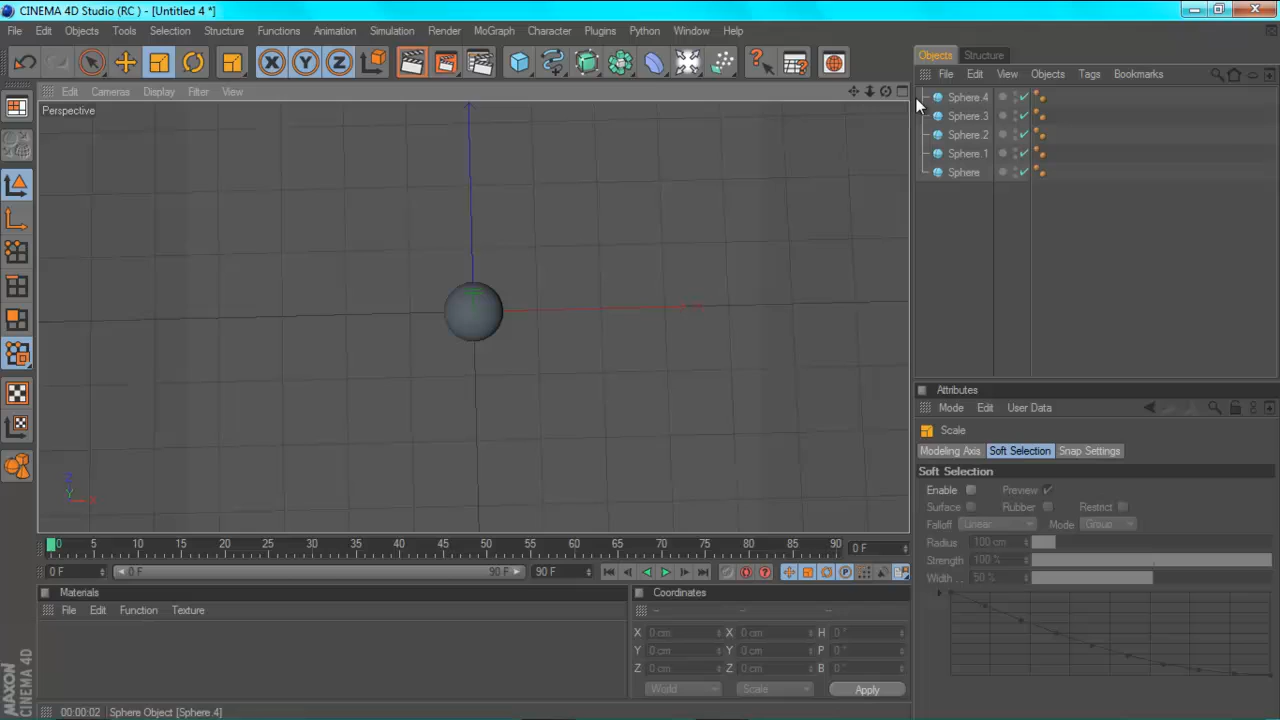 CINEMA 4D Studio (RC ) - [Untitled 4 *]
File Edit Objects Tools Selection Structure Functions Animation Simulation Render MoGraph Character Plugins Python Window Help
X Y Z
Objects Structure
File Edit View Objects Tags Bookmarks
Edit Cameras Display Filter View
Perspective
Sphere.4
Sphere.3
Sphere.2
Sphere.1
Sphere
X
Z
Y
X
Attributes
Mode Edit User Data
Scale
Modeling Axis Soft Selection Snap Settings
Soft Selection
Enable Preview
Surface Rubber Restrict
Falloff Linear Mode Group
Radius 100 cm
Strength 100 %
Width . . 50 %
0 5 10 15 20 25 30 35 40 45 50 55 60 65 70 75 80 85 90 0 F
0 F 0 F 90 F 90 F
Materials
File Edit Function Texture
Coordinates
-- -- --
X 0 cm X 0 cm H 0 °
Y 0 cm Y 0 cm P 0 °
Z 0 cm Z 0 cm B 0 °
World Scale Apply
MAXON
CINEMA 4D
00:00:02 Sphere Object [Sphere.4]